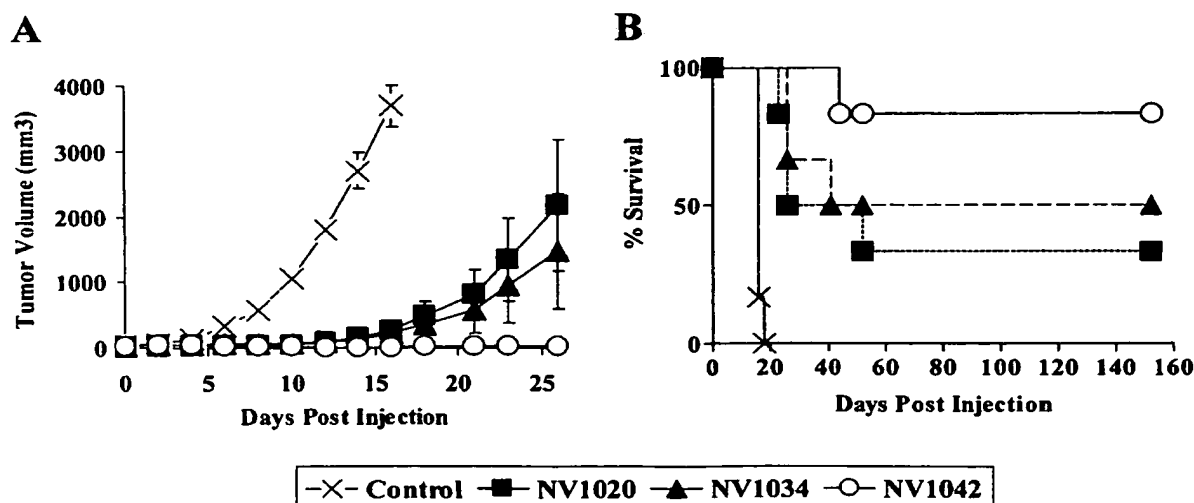 A
4000
3000
2000
1000
0
Tumor Volume (mm3)
0 5 10 15 20 25
Days Post Injection
B
100
50
0
% Survival
0 20 40 60 80 100 120 140 160
Days Post Injection
Control NV1020 NV1034 NV1042